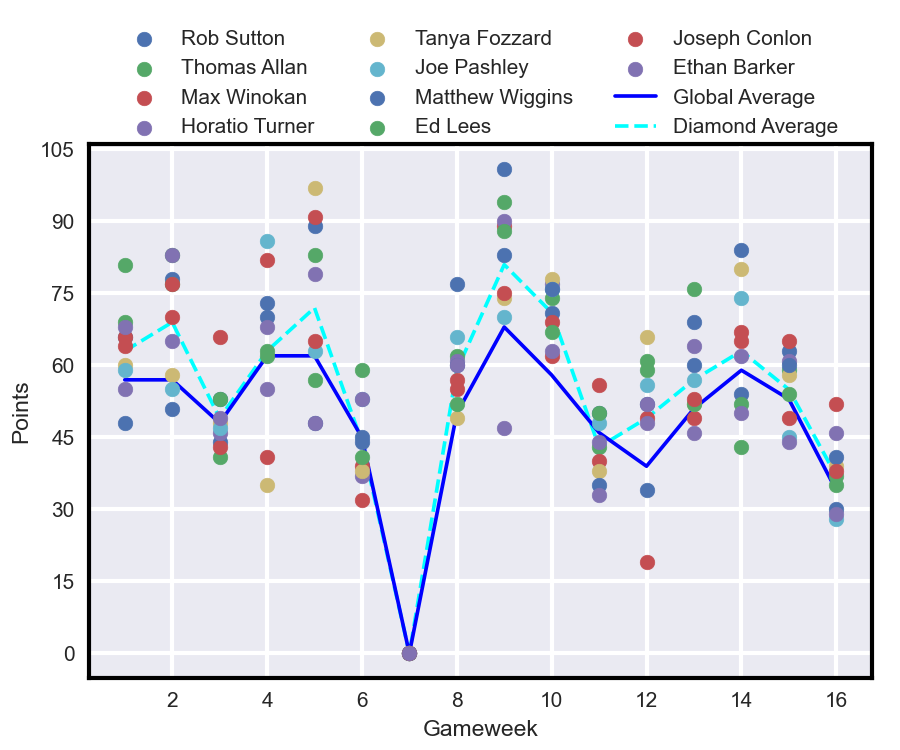 Rob Sutton
Thomas Allan
Max Winokan
Horatio Turner
Tanya Fozzard
Joe Pashley
Matthew Wiggins
Ed Lees
Joseph Conlon
Ethan Barker
Global Average
Diamond Average
105
90
75
60
45
30
15
0
Points
2 4 6 8 10 12 14 16
Gameweek